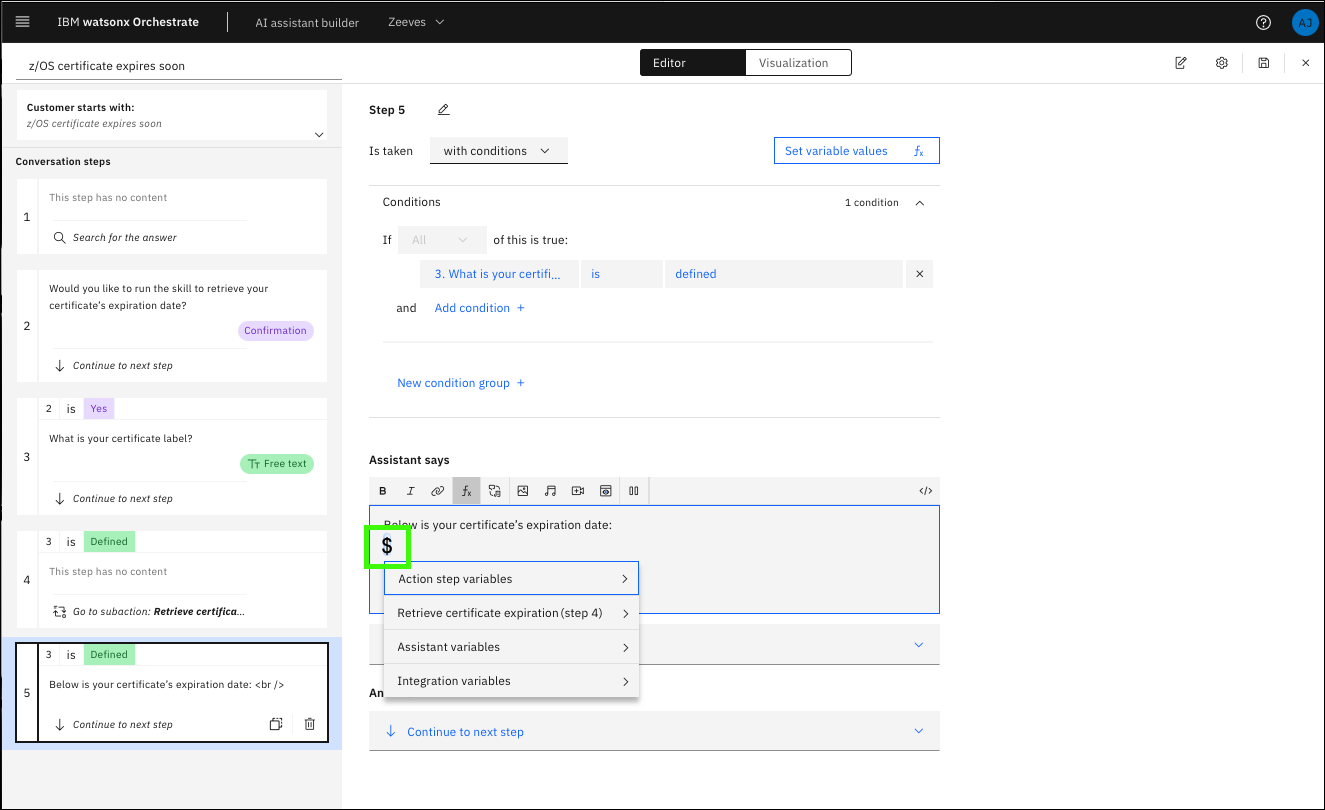 IBM watsonx Orchestrate
AI assistant builder
Zeeves
AJ
z/OS certificate expires soon
Editor
Visualization
Customer starts with:
z/OS certificate expires soon
Conversation steps
1
This step has no content
Search for the answer
2
Would you like to run the skill to retrieve your
certificate’s expiration date?
Confirmation
Continue to next step
3
2 is Yes
What is your certificate label?
Free text
Continue to next step
4
3 is Defined
This step has no content
Go to subaction: Retrieve certifica...
5
3 is Defined
Below is your certificate’s expiration date: <br />
Continue to next step
Step 5
Is taken
with conditions
Set variable values
fx
Conditions
1 condition
If All of this is true:
3. What is your certifi...
is
defined
and
Add condition +
New condition group +
Assistant says
B I fx </>
Below is your certificate’s expiration date:
$
Action step variables
Retrieve certificate expiration (step 4)
Assistant variables
Integration variables
An
Continue to next step